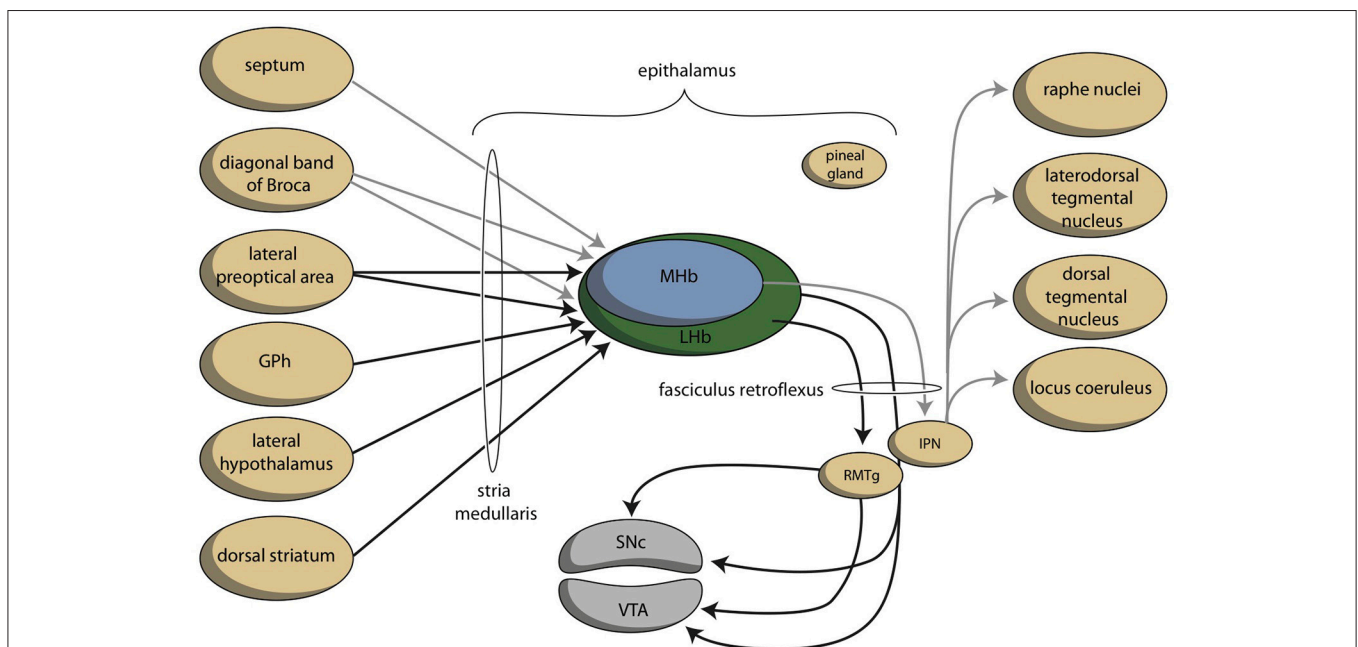 septum
diagonal band
of Broca
lateral
preoptical area
GPh
lateral
hypothalamus
dorsal striatum
epithalamus
pineal
gland
MHb
LHb
fasciculus retroflexus
stria
medullaris
IPN
RMTg
SNc
VTA
raphe nuclei
laterodorsal
tegmental
nucleus
dorsal
tegmental
nucleus
locus coeruleus